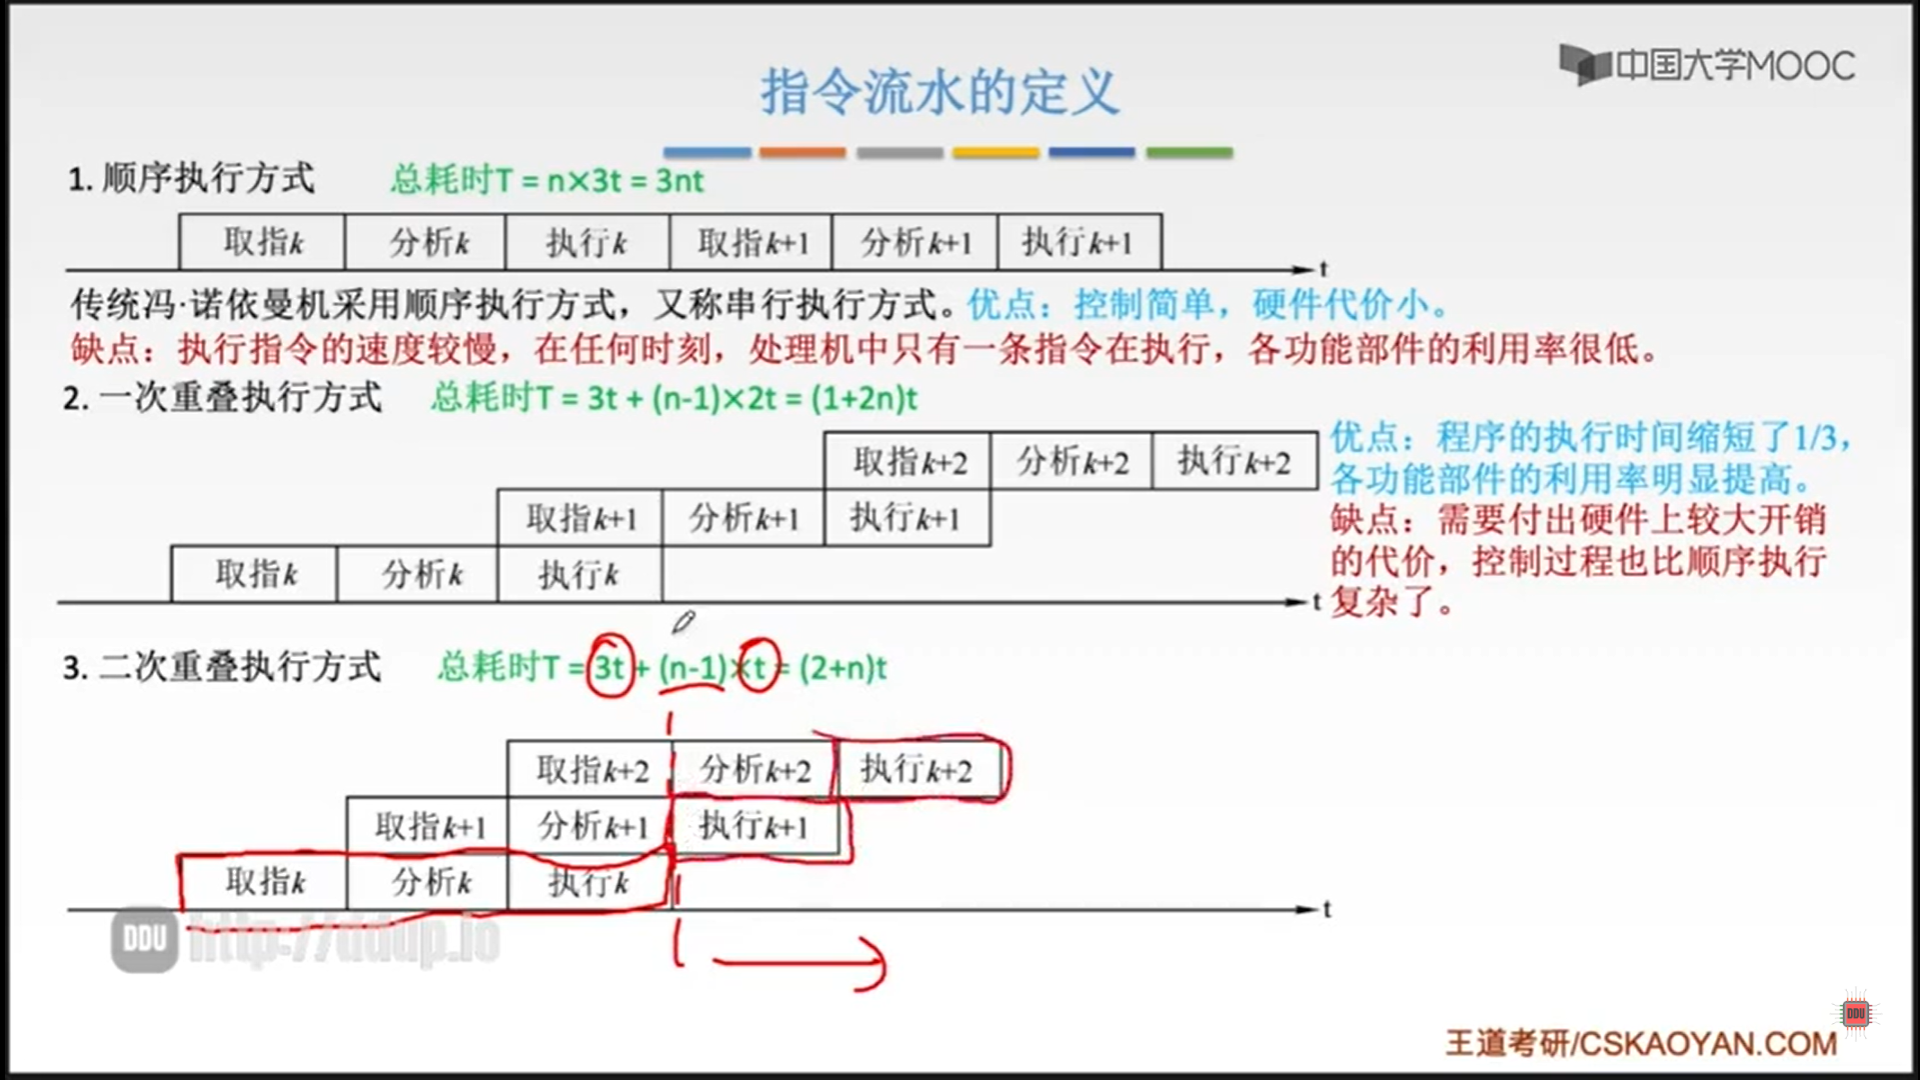 中国大学MOOC
指令流水的定义
1. 顺序执行方式 总耗时T = n×3t = 3nt
取指k 分析k 执行k 取指k+1 分析k+1 执行k+1
t
传统冯·诺依曼机采用顺序执行方式，又称串行执行方式。优点：控制简单，硬件代价小。
缺点：执行指令的速度较慢，在任何时刻，处理机中只有一条指令在执行，各功能部件的利用率很低。
2. 一次重叠执行方式 总耗时T = 3t + (n-1)×2t = (1+2n)t
取指k+2 分析k+2 执行k+2
取指k+1 分析k+1 执行k+1
取指k 分析k 执行k
t
优点：程序的执行时间缩短了1/3，
各功能部件的利用率明显提高。
缺点：需要付出硬件上较大开销
的代价，控制过程也比顺序执行
复杂了。
3. 二次重叠执行方式 总耗时T = 3t + (n-1)×t = (2+n)t
取指k+2 分析k+2 执行k+2
取指k+1 分析k+1 执行k+1
取指k 分析k 执行k
t
DDU http://ddup.io
DDU
王道考研/CSKAOYAN.COM